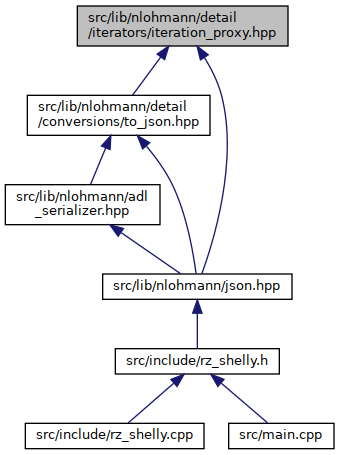 src/lib/nlohmann/detail
/iterators/iteration_proxy.hpp
src/lib/nlohmann/detail
/conversions/to_json.hpp
src/lib/nlohmann/adl
_serializer.hpp
src/lib/nlohmann/json.hpp
src/include/rz_shelly.h
src/include/rz_shelly.cpp
src/main.cpp